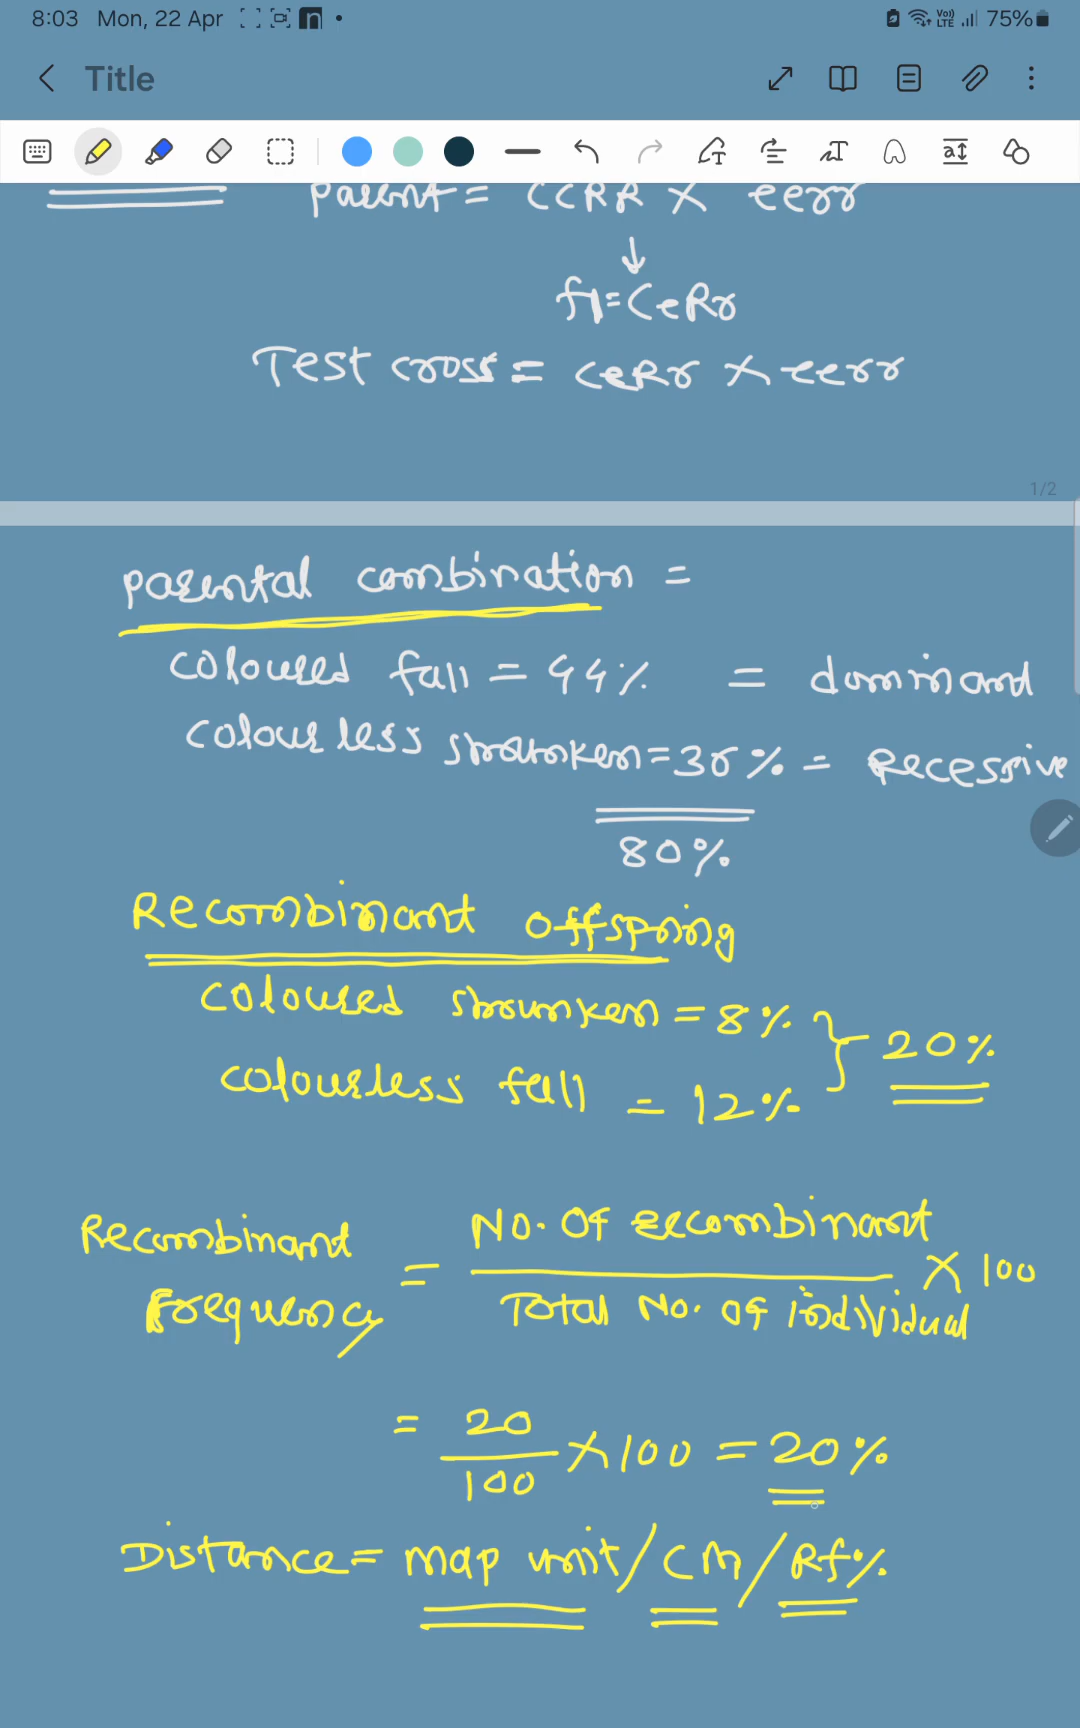 8:03 Mon, 22 Apr 75%
Title
Parent = CCRR X ccrr
f1 = CcRr
Test cross = CcRr X ccrr
1/2
Parental combination =
Coloured full = 44% = dominant
Colourless shrunken = 36% = Recessive
80%
Recombinant offspring
Coloured shrunken = 8%
Colourless full = 12%
20%
Recombinant frequency = No. Of recombinant / Total No. of individual X 100
= 20/100 X 100 = 20%
Distance = map unit / CM / Rf%